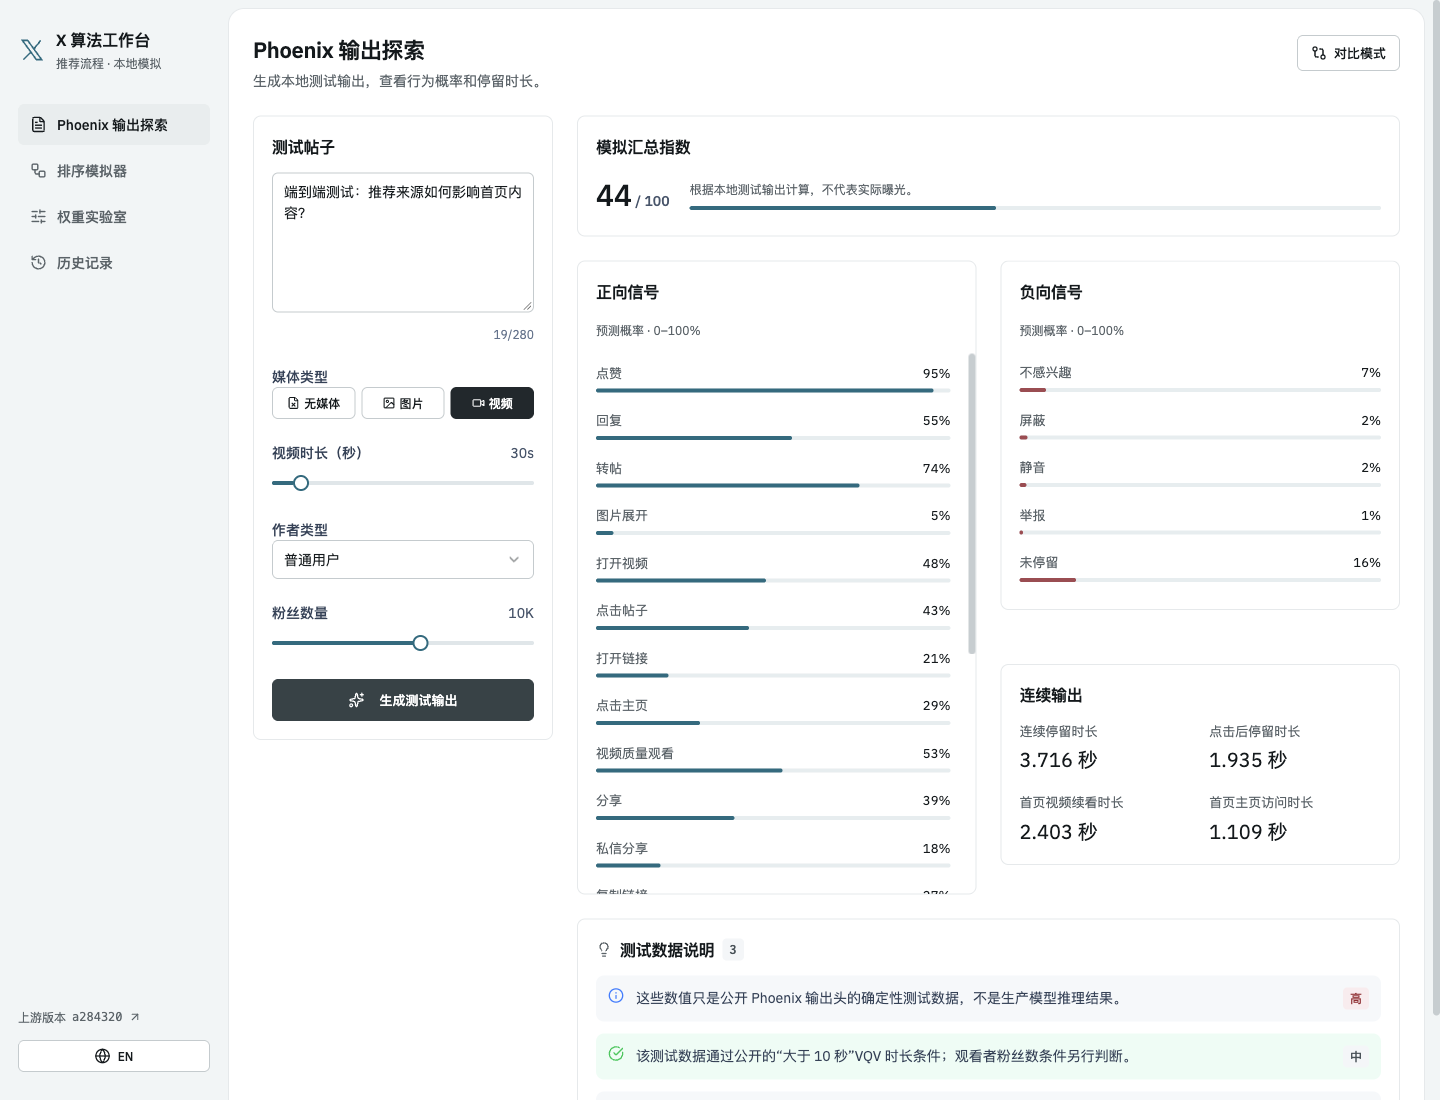 X 算法工作台
推荐流程 · 本地模拟
Phoenix 输出探索
排序模拟器
权重实验室
历史记录
上游版本 a284320
EN
Phoenix 输出探索
生成本地测试输出，查看行为概率和停留时长。
对比模式
测试帖子
端到端测试：推荐来源如何影响首页内
容？
19/280
媒体类型
无媒体 图片 视频
视频时长（秒） 30s
作者类型
普通用户
粉丝数量 10K
生成测试输出
模拟汇总指数
44 / 100
根据本地测试输出计算，不代表实际曝光。
正向信号
预测概率 · 0–100%
点赞 95%
回复 55%
转帖 74%
图片展开 5%
打开视频 48%
点击帖子 43%
打开链接 21%
点击主页 29%
视频质量观看 53%
分享 39%
私信分享 18%
负向信号
预测概率 · 0–100%
不感兴趣 7%
屏蔽 2%
静音 2%
举报 1%
未停留 16%
连续输出
连续停留时长 点击后停留时长
3.716 秒 1.935 秒
首页视频续看时长 首页主页访问时长
2.403 秒 1.109 秒
测试数据说明 3
这些数值只是公开 Phoenix 输出头的确定性测试数据，不是生产模型推理结果。 高
该测试数据通过公开的“大于 10 秒”VQV 时长条件；观看者粉丝数条件另行判断。 中